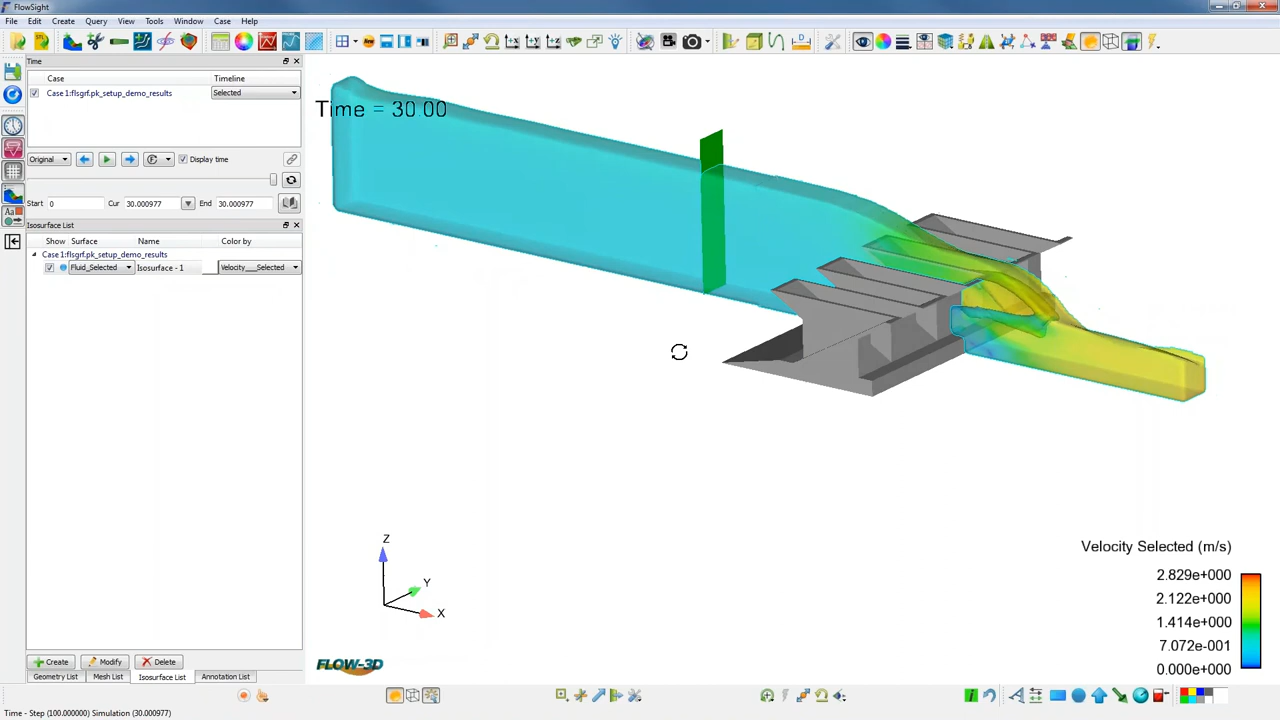 FlowSight
File Edit Create Query View Tools Window Case Help
Time
Case Timeline
Case 1:flsgrf.pk_setup_demo_results Selected
Original Display time
Start 0 Cur 30.000977 End 30.000977
Isosurface List
Show Surface Name Color by
Case 1:flsgrf.pk_setup_demo_results
Fluid_Selected Isosurface - 1 Velocity___Selected
Create Modify Delete
Geometry List Mesh List Isosurface List Annotation List
Time - Step (100.000000) Simulation (30.000977)
Time = 30.00
Z
Y
X
FLOW-3D
Velocity Selected (m/s)
2.829e+000
2.122e+000
1.414e+000
7.072e-001
0.000e+000